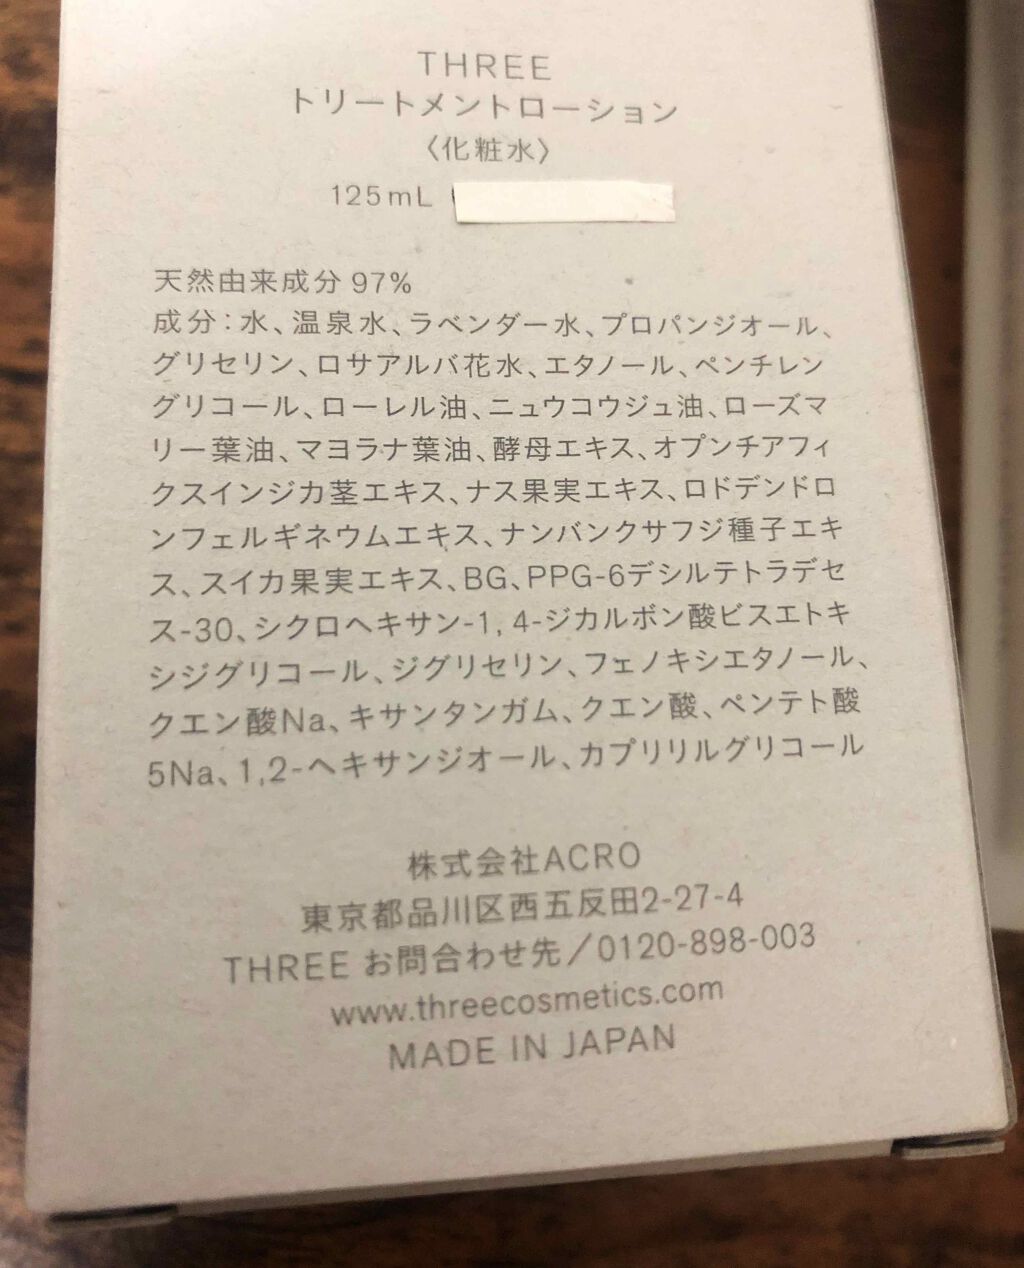 THREE
トリートメントローション
〈化粧水〉
125mL
天然由来成分 97%
成分：水、温泉水、ラベンダー水、プロパンジオール、
グリセリン、ロサアルバ花水、エタノール、ペンチレン
グリコール、ローレル油、ニュウコウジュ油、ローズマ
リー葉油、マヨラナ葉油、酵母エキス、オプンチアフィ
クスインジカ茎エキス、ナス果実エキス、ロドデンドロ
ンフェルギネウムエキス、ナンバンクサフジ種子エキ
ス、スイカ果実エキス、BG、PPG-6デシルテトラデセ
ス-30、シクロヘキサン-1, 4-ジカルボン酸ビスエトキ
シジグリコール、ジグリセリン、フェノキシエタノール、
クエン酸Na、キサンタンガム、クエン酸、ペンテト酸
5Na、1,2-ヘキサンジオール、カプリリルグリコール
株式会社ACRO
東京都品川区西五反田2-27-4
THREE お問合わせ先／0120-898-003
www.threecosmetics.com
MADE IN JAPAN